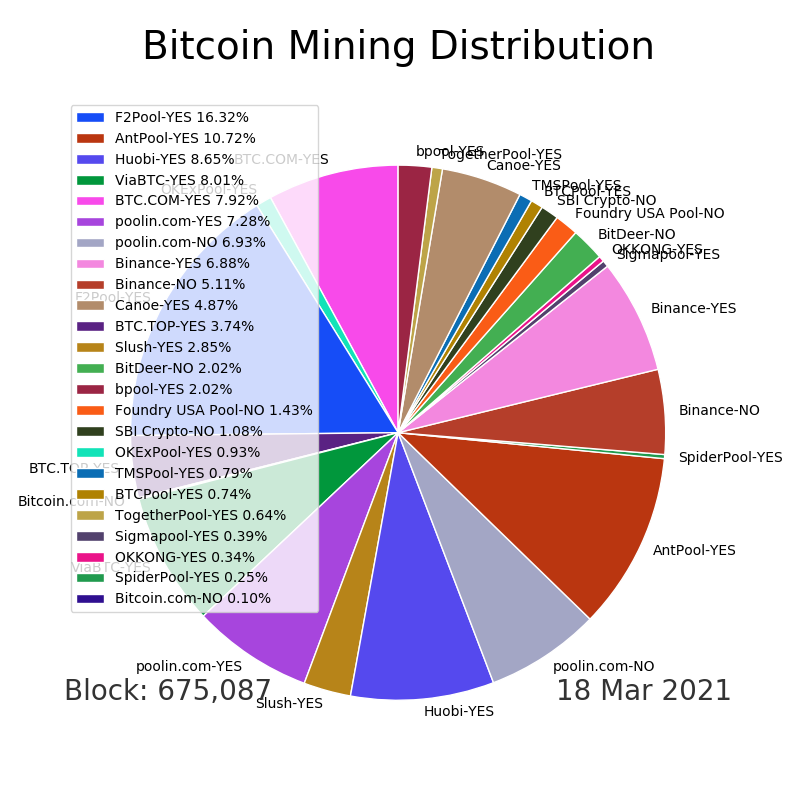 Bitcoin Mining Distribution
F2Pool-YES 16.32%
AntPool-YES 10.72%
Huobi-YES 8.65%
ViaBTC-YES 8.01%
BTC.COM-YES 7.92%
poolin.com-YES 7.28%
poolin.com-NO 6.93%
Binance-YES 6.88%
Binance-NO 5.11%
Canoe-YES 4.87%
BTC.TOP-YES 3.74%
Slush-YES 2.85%
BitDeer-NO 2.02%
bpool-YES 2.02%
Foundry USA Pool-NO 1.43%
SBI Crypto-NO 1.08%
OKExPool-YES 0.93%
TMSPool-YES 0.79%
BTCPool-YES 0.74%
TogetherPool-YES 0.64%
Sigmapool-YES 0.39%
OKKONG-YES 0.34%
SpiderPool-YES 0.25%
Bitcoin.com-NO 0.10%
bpool-YES
TogetherPool-YES
Canoe-YES
TMSPool-YES
BTCPool-YES
SBI Crypto-NO
Foundry USA Pool-NO
BitDeer-NO
OKKONG-YES
Sigmapool-YES
Binance-YES
Binance-NO
SpiderPool-YES
AntPool-YES
poolin.com-NO
Huobi-YES
Slush-YES
poolin.com-YES
ViaBTC-YES
Bitcoin.com-NO
BTC.TOP-YES
F2Pool-YES
OKExPool-YES
BTC.COM-YES
Block: 675,087
18 Mar 2021